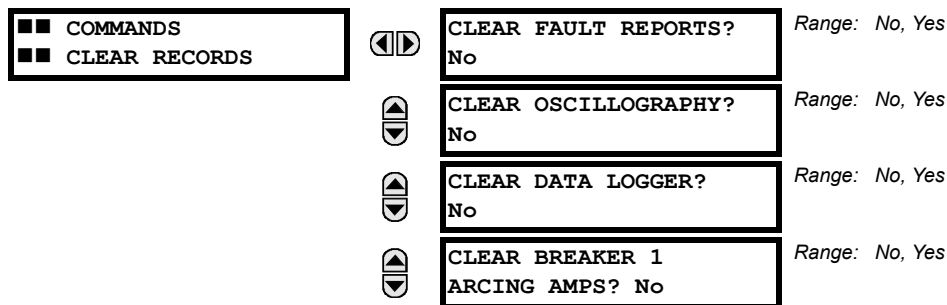 COMMANDS
CLEAR RECORDS
CLEAR FAULT REPORTS?
No
Range: No, Yes
CLEAR OSCILLOGRAPHY?
No
Range: No, Yes
CLEAR DATA LOGGER?
No
Range: No, Yes
CLEAR BREAKER 1
ARCING AMPS? No
Range: No, Yes